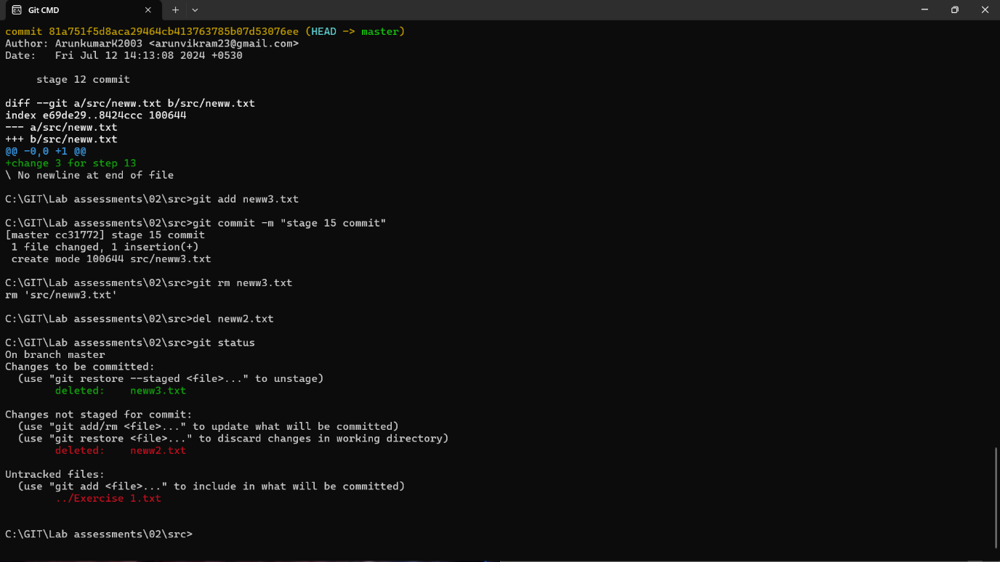 Git CMD
commit 81a751f5d8aca29464cb413763785b07d53076ee (HEAD -> master)
Author: ArunkumarK2003 <arunvikram23@gmail.com>
Date:   Fri Jul 12 14:13:08 2024 +0530
     stage 12 commit
diff --git a/src/neww.txt b/src/neww.txt
index e69de29..8424ccc 100644
--- a/src/neww.txt
+++ b/src/neww.txt
@@ -0,0 +1 @@
+change 3 for step 13
\ No newline at end of file
C:\GIT\Lab assessments\02\src>git add neww3.txt
C:\GIT\Lab assessments\02\src>git commit -m "stage 15 commit"
[master cc31772] stage 15 commit
 1 file changed, 1 insertion(+)
 create mode 100644 src/neww3.txt
C:\GIT\Lab assessments\02\src>git rm neww3.txt
rm 'src/neww3.txt'
C:\GIT\Lab assessments\02\src>del neww2.txt
C:\GIT\Lab assessments\02\src>git status
On branch master
Changes to be committed:
  (use "git restore --staged <file>..." to unstage)
        deleted:    neww3.txt
Changes not staged for commit:
  (use "git add/rm <file>..." to update what will be committed)
  (use "git restore <file>..." to discard changes in working directory)
        deleted:    neww2.txt
Untracked files:
  (use "git add <file>..." to include in what will be committed)
        ../Exercise 1.txt
C:\GIT\Lab assessments\02\src>